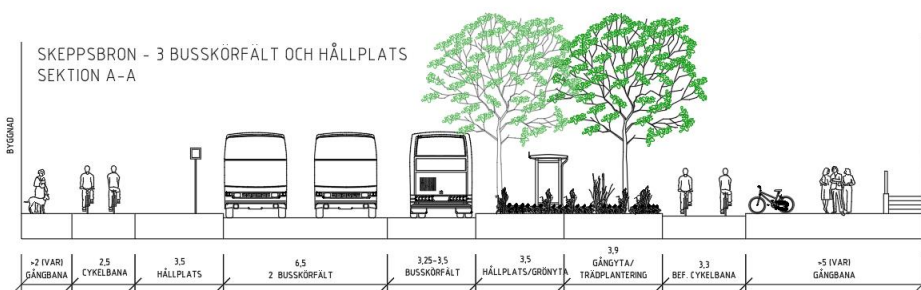 SKEPPSBRON - 3 BUSSKÖRFÄLT OCH HÅLLPLATS
SEKTION A-A
BYGGNAD
>2 (VAR)
GÅNGBANA
2,5
CYKELBANA
3,5
HÅLLPLATS
6,5
2 BUSSKÖRFÄLT
3,25-3,5
BUSSKÖRFÄLT
3,5
HÅLLPLATS/GRÖNYTA
3,9
GÅNGYTA/
TRÄDPLANTERING
3,3
BEF. CYKELBANA
>5 (VAR)
GÅNGBANA